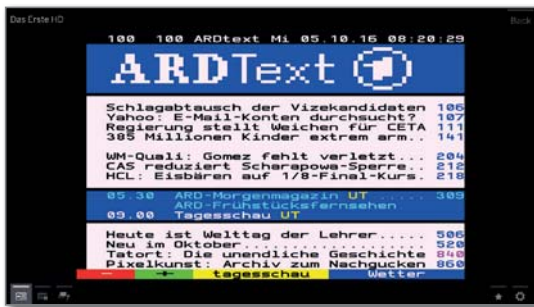 Das Erste HD
Back
100 100 ARDtext Mi 05.10.16 08:20:29
ARDText 1
Schlagabtausch der Vizekandidaten 106
Yahoo: E-Mail-Konten durchsucht? 107
Regierung stellt Weichen für CETA 111
385 Millionen Kinder extrem arm.. 141
WM-Quali: Gomez fehlt verletzt... 204
CAS reduziert Scharapowa-Sperre.. 212
HCL: Eisbären auf 1/8-Final-Kurs. 218
05.30 ARD-Morgenmagazin UT ..... 309
ARD-Frühstücksfernsehen
09.00 Tagesschau UT
Heute ist Welttag der Lehrer..... 506
Neu im Oktober................... 520
Tatort: Die unendliche Geschichte 840
Pixelkunst: Archiv zum Nachgucken 860
- + tagesschau Wetter